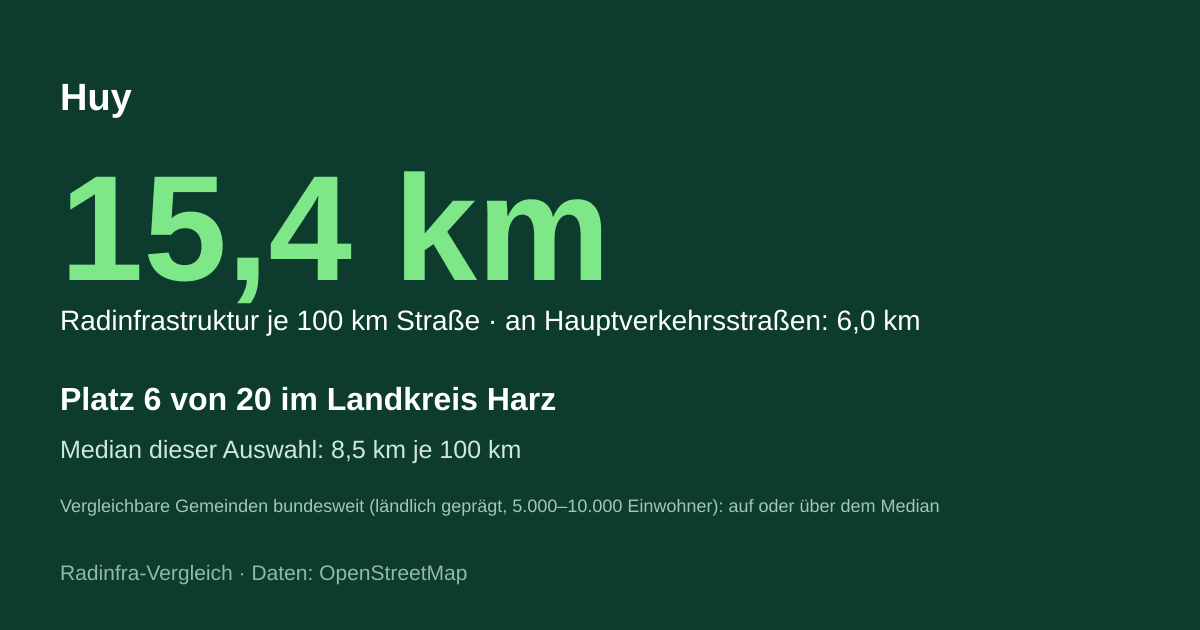 Huy
15,4 km
Radinfrastruktur je 100 km Straße · an Hauptverkehrsstraßen: 6,0 km
Platz 6 von 20 im Landkreis Harz
Median dieser Auswahl: 8,5 km je 100 km
Vergleichbare Gemeinden bundesweit (ländlich geprägt, 5.000–10.000 Einwohner): auf oder über dem Median
Radinfra-Vergleich · Daten: OpenStreetMap